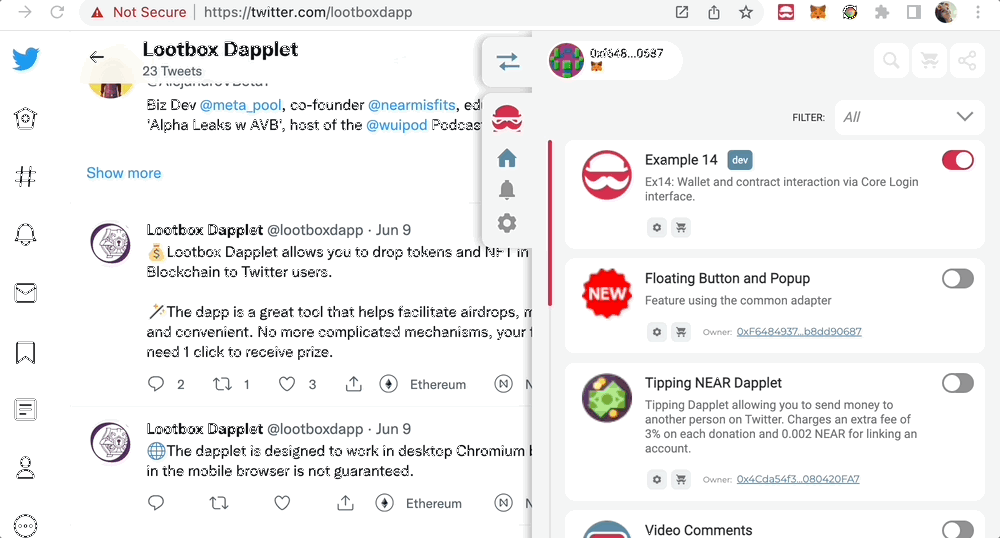 Not Secure | https://twitter.com/lootboxdapp
Lootbox Dapplet
23 Tweets
Biz Dev @meta_pool, co-founder @nearmisfits, edu
'Alpha Leaks w AVB', host of the @wuipod Podcast
Show more
Lootbox Dapplet @lootboxdapp · Jun 9
💰Lootbox Dapplet allows you to drop tokens and NFT in
Blockchain to Twitter users.
🪄The dapp is a great tool that helps facilitate airdrops, m
and convenient. No more complicated mechanisms, your f
need 1 click to receive prize.
2 1 3 Ethereum N
Lootbox Dapplet @lootboxdapp · Jun 9
🌐The dapplet is designed to work in desktop Chromium b
in the mobile browser is not guaranteed.
Ethereum N
0xf648...0687
FILTER: All
Example 14 dev
Ex14: Wallet and contract interaction via Core Login
interface.
NEW
Floating Button and Popup
Feature using the common adapter
Owner: 0xF6484937...b8dd90687
Tipping NEAR Dapplet
Tipping Dapplet allowing you to send money to
another person on Twitter. Charges an extra fee of
3% on each donation and 0.002 NEAR for linking an
account.
Owner: 0x4Cda54f3...080420FA7
Video Comments